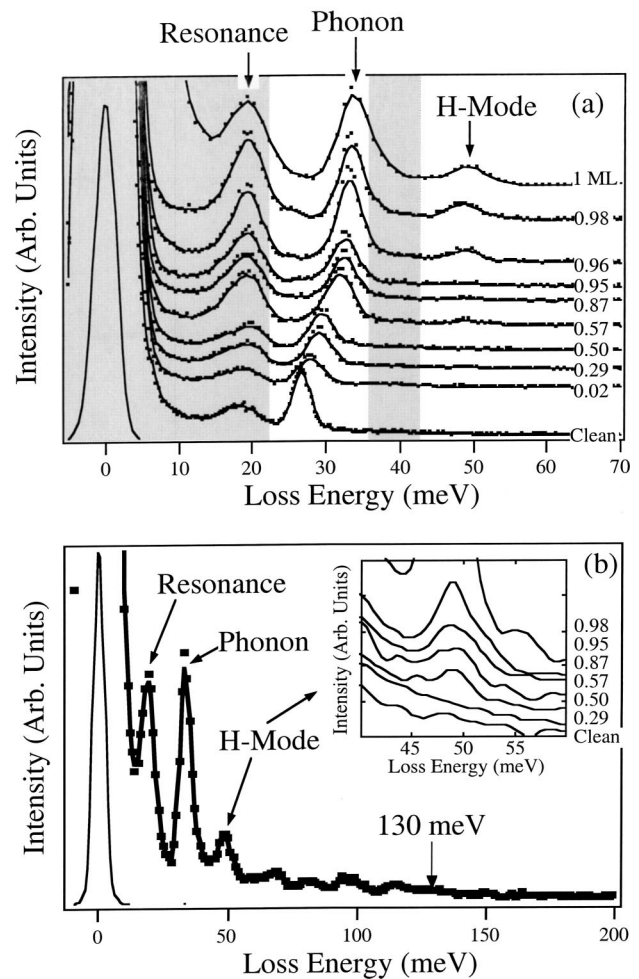 Resonance
Phonon
H-Mode
(a)
1 ML.
0.98
0.96
0.95
0.87
0.57
0.50
0.29
0.02
Clean
Intensity (Arb. Units)
0 10 20 30 40 50 60 70
Loss Energy (meV)
(b)
Resonance
Phonon
H-Mode
130 meV
Intensity (Arb. Units)
0.98
0.95
0.87
0.57
0.50
0.29
Clean
45 50 55
Loss Energy (meV)
Intensity (Arb. Units)
0 50 100 150 200
Loss Energy (meV)